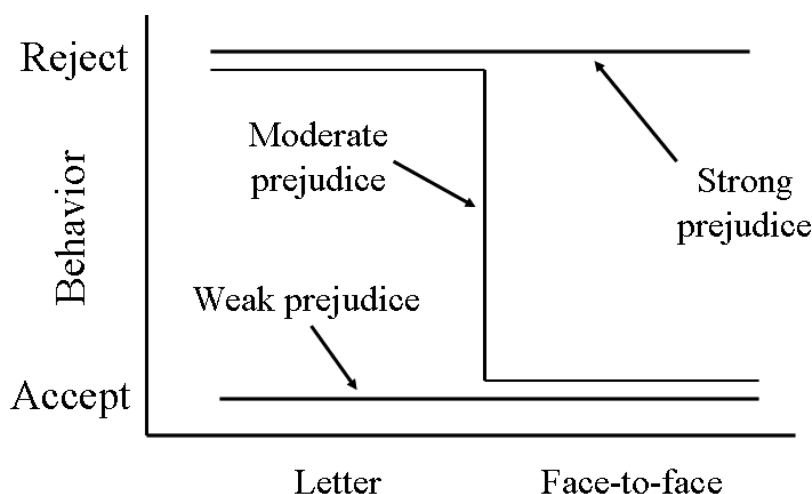 Reject
Moderate
prejudice
Strong
prejudice
Behavior
Weak prejudice
Accept
Letter
Face-to-face